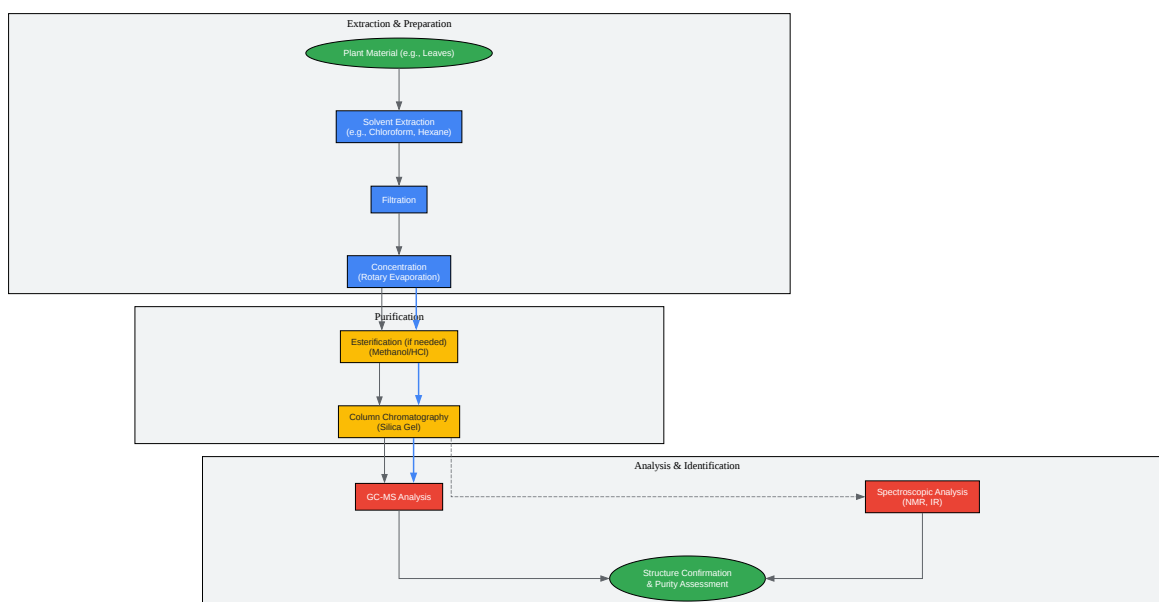 Extraction & Preparation
Plant Material (e.g., Leaves)
Solvent Extraction
(e.g., Chloroform, Hexane)
Filtration
Concentration
(Rotary Evaporation)
Purification
Esterification (if needed)
(Methanol/HCl)
Column Chromatography
(Silica Gel)
Analysis & Identification
GC-MS Analysis
Spectroscopic Analysis
(NMR, IR)
Structure Confirmation
& Purity Assessment